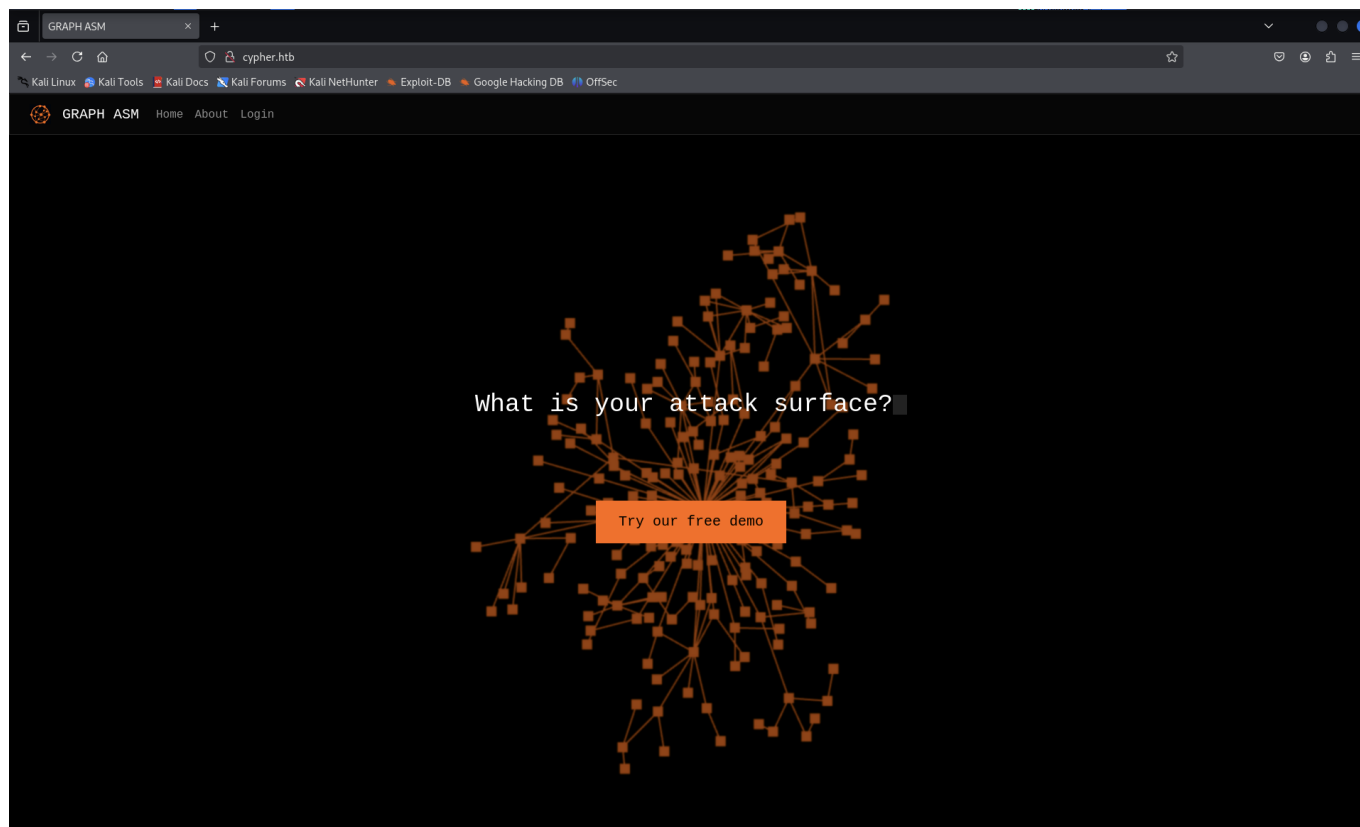 GRAPH ASM
cypher.htb
Kali Linux Kali Tools Kali Docs Kali Forums Kali NetHunter Exploit-DB Google Hacking DB OffSec
GRAPH ASM Home About Login
What is your attack surface?
Try our free demo